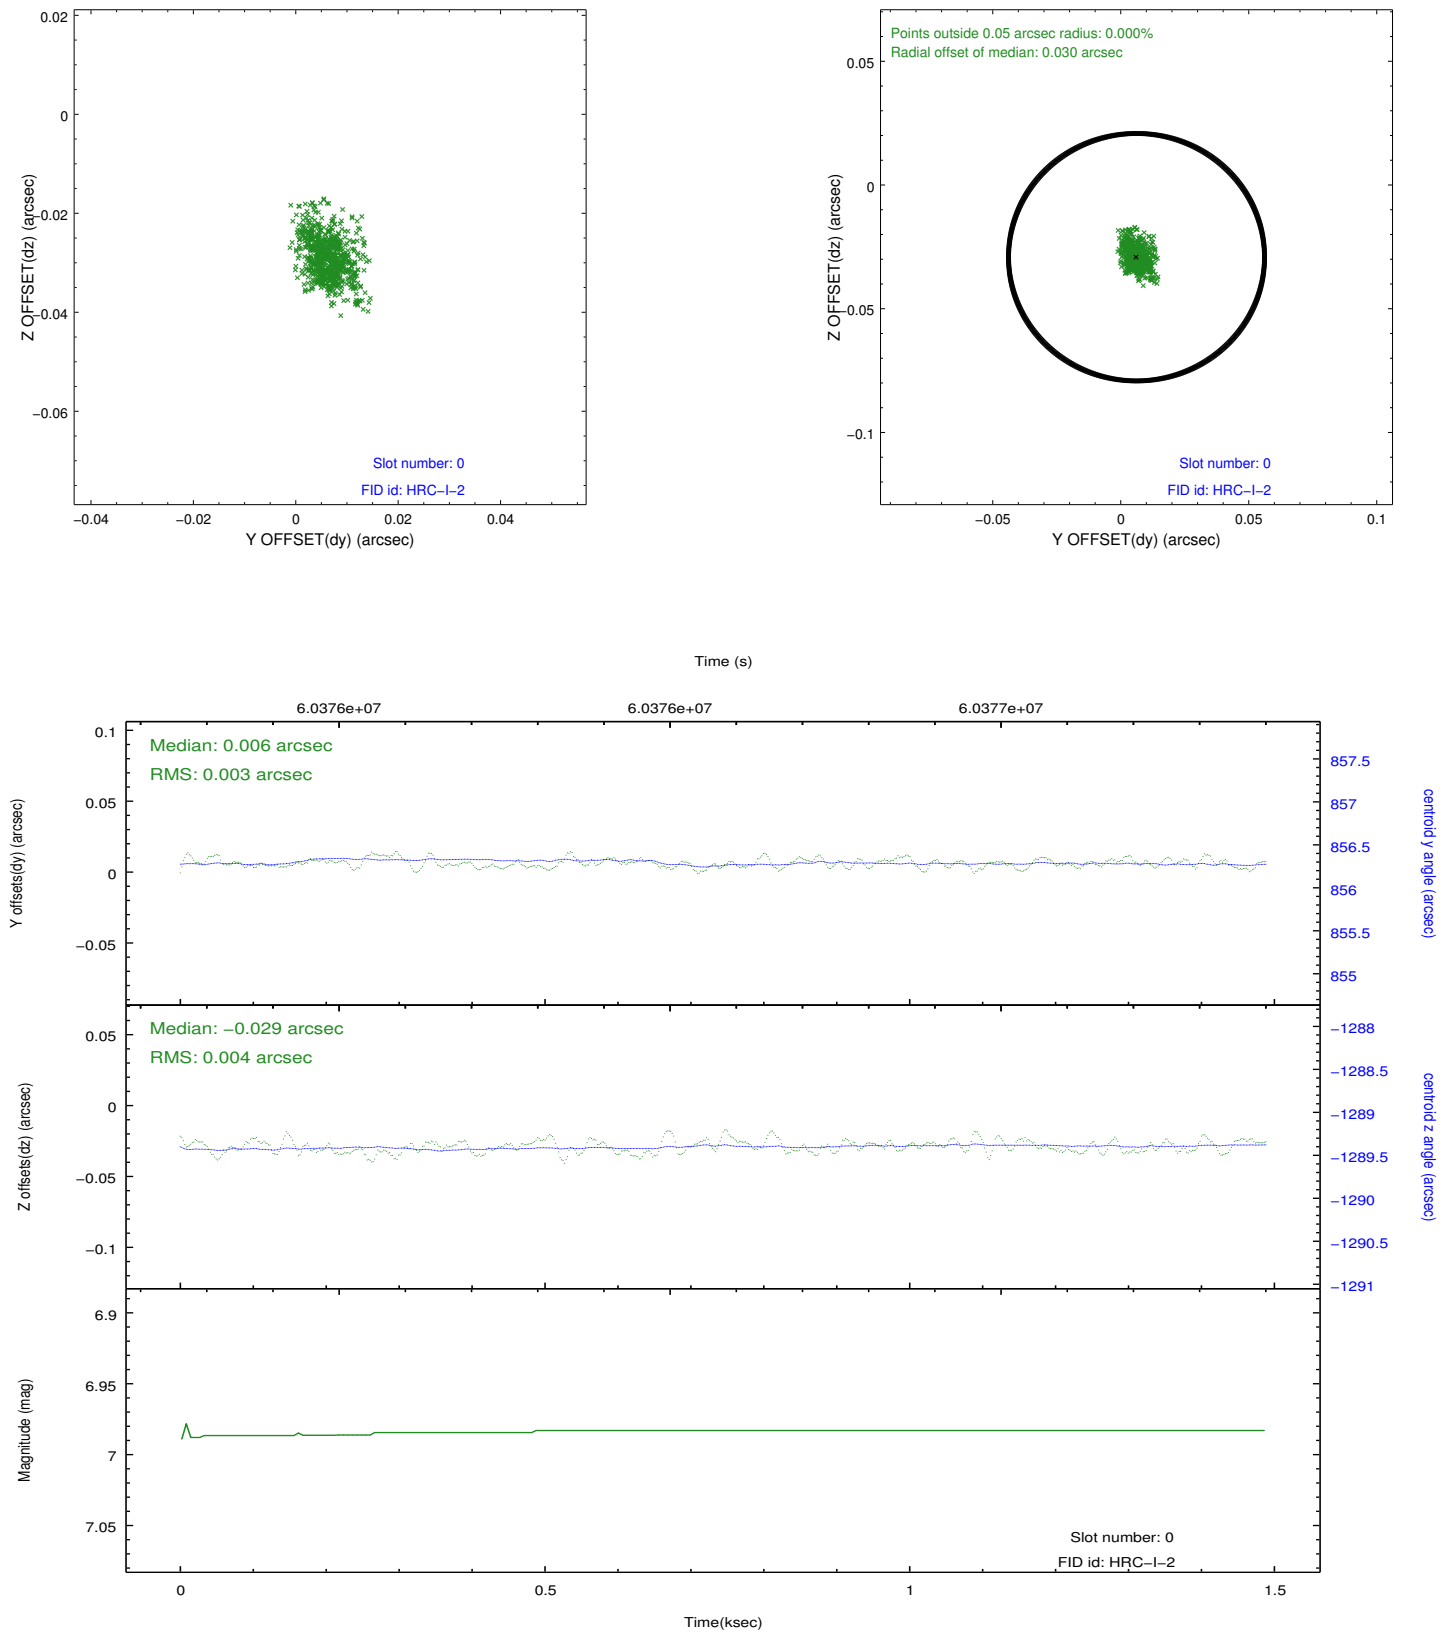 0.02
0
−0.02
−0.04
−0.06
Z OFFSET(dz) (arcsec)
Slot number: 0
FID id: HRC−I−2
−0.04
−0.02
0
0.02
0.04
Y OFFSET(dy) (arcsec)
Points outside 0.05 arcsec radius: 0.000%
Radial offset of median: 0.030 arcsec
0.05
0
−0.05
−0.1
Z OFFSET(dz) (arcsec)
Slot number: 0
FID id: HRC−I−2
−0.05
0
0.05
0.1
Y OFFSET(dy) (arcsec)
Time (s)
6.0376e+07
6.0376e+07
6.0377e+07
Median: 0.006 arcsec
RMS: 0.003 arcsec
0.1
0.05
0
−0.05
Y offsets(dy) (arcsec)
857.5
857
856.5
856
855.5
855
centroid y angle (arcsec)
Median: −0.029 arcsec
RMS: 0.004 arcsec
0.05
0
−0.05
−0.1
Z offsets(dz) (arcsec)
−1288
−1288.5
−1289
−1289.5
−1290
−1290.5
−1291
centroid z angle (arcsec)
6.9
6.95
7
7.05
Magnitude (mag)
Slot number: 0
FID id: HRC−I−2
0
0.5
1
1.5
Time(ksec)